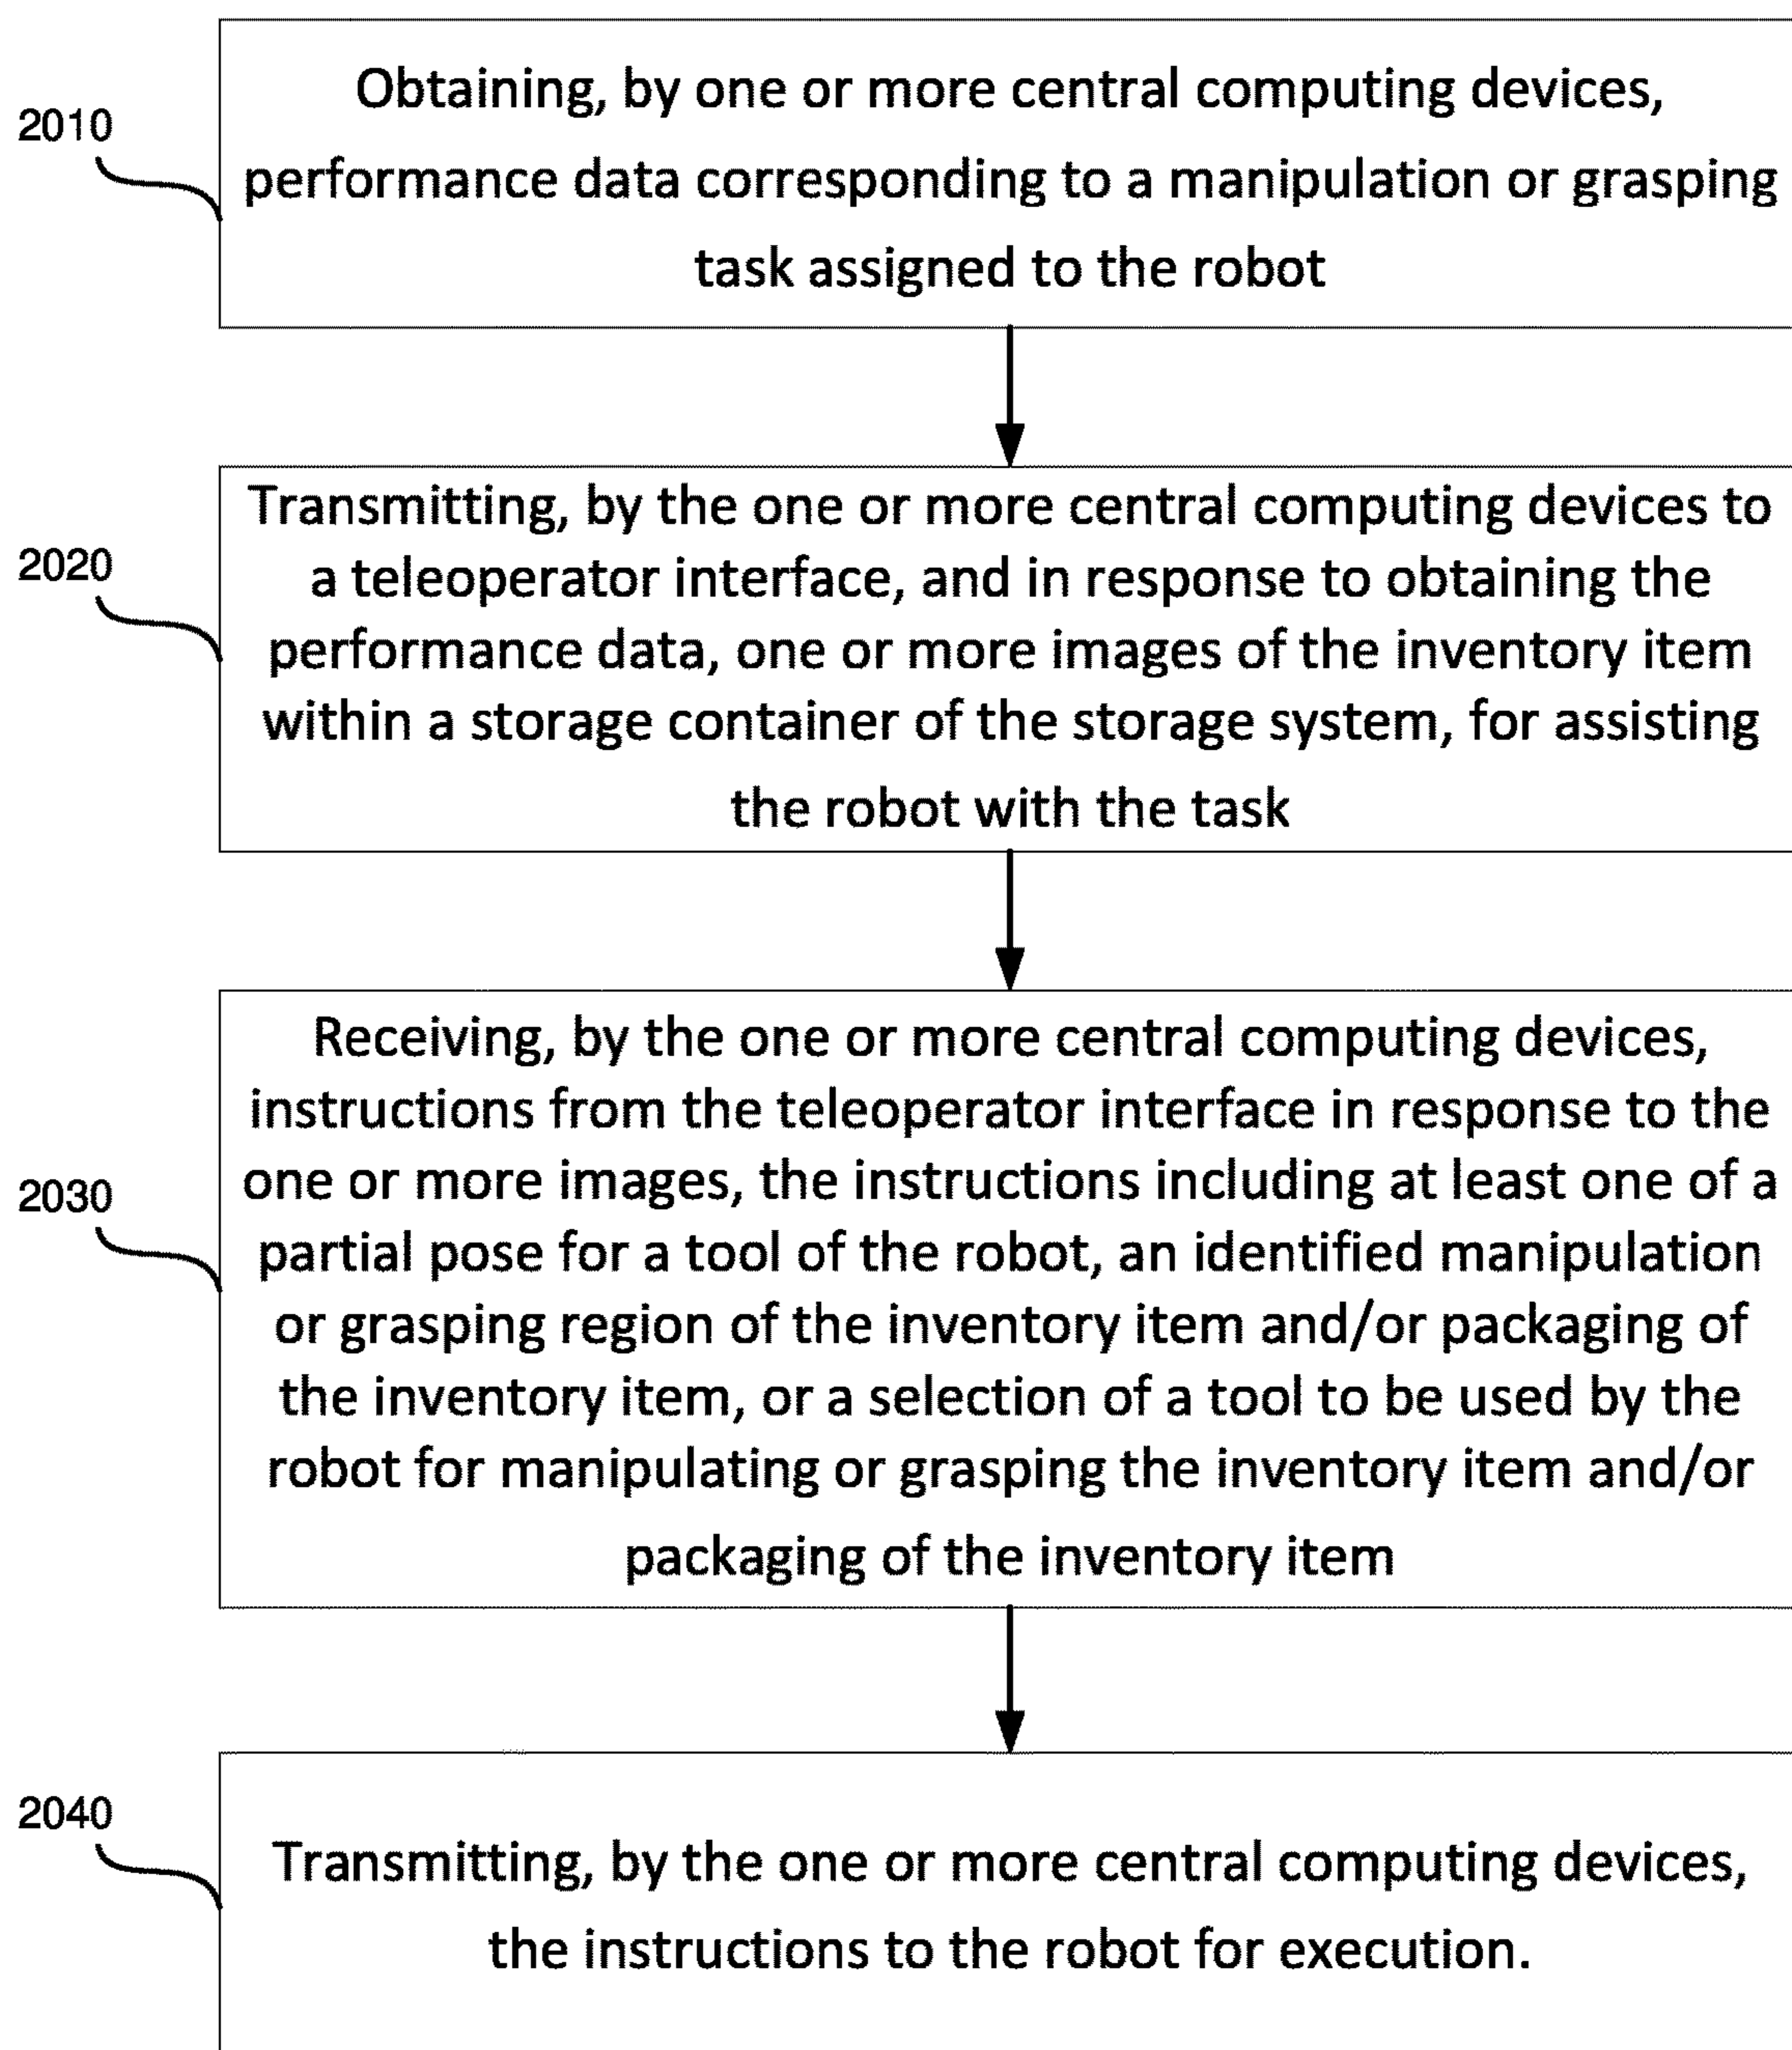 2010
Obtaining, by one or more central computing devices,
performance data corresponding to a manipulation or grasping
task assigned to the robot
2020
Transmitting, by the one or more central computing devices to
a teleoperator interface, and in response to obtaining the
performance data, one or more images of the inventory item
within a storage container of the storage system, for assisting
the robot with the task
2030
Receiving, by the one or more central computing devices,
instructions from the teleoperator interface in response to the
one or more images, the instructions including at least one of a
partial pose for a tool of the robot, an identified manipulation
or grasping region of the inventory item and/or packaging of
the inventory item, or a selection of a tool to be used by the
robot for manipulating or grasping the inventory item and/or
packaging of the inventory item
2040
Transmitting, by the one or more central computing devices,
the instructions to the robot for execution.